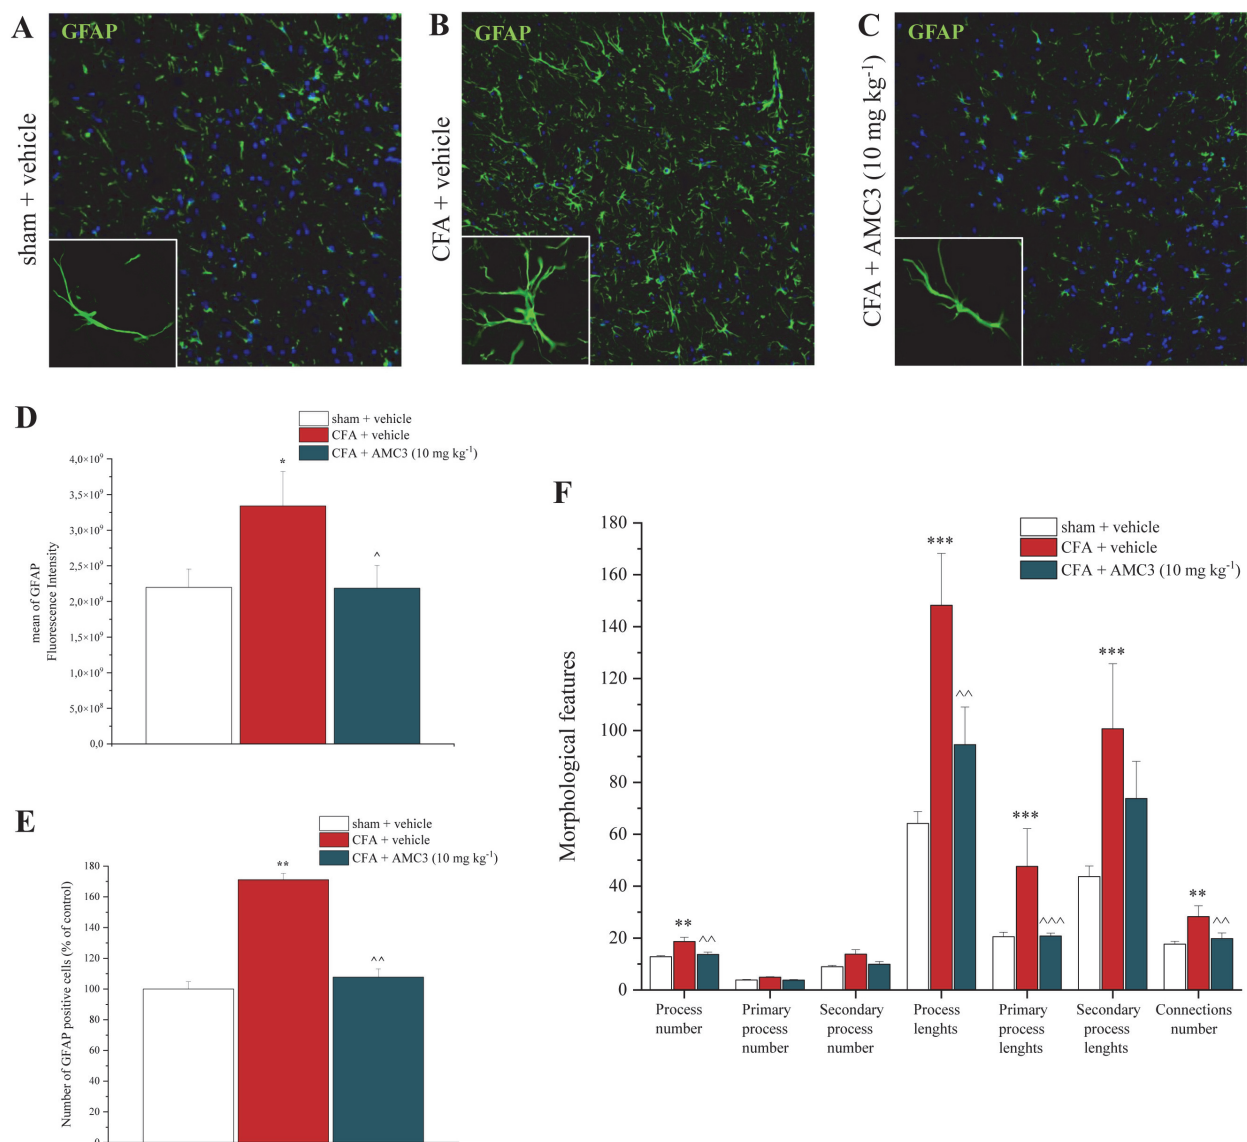 A
GFAP
sham + vehicle
B
GFAP
CFA + vehicle
C
GFAP
CFA + AMC3 (10 mg kg⁻¹)
D
sham + vehicle
CFA + vehicle
CFA + AMC3 (10 mg kg⁻¹)
mean of GFAP
Fluorescence Intensity
4,0×10⁹
3,5×10⁹
3,0×10⁹
2,5×10⁹
2,0×10⁹
1,5×10⁹
1,0×10⁹
5,0×10⁸
0,0
*
^
E
sham + vehicle
CFA + vehicle
CFA + AMC3 (10 mg kg⁻¹)
Number of GFAP positive cells (% of control)
180
160
140
120
100
80
60
40
20
0
**
^^
F
sham + vehicle
CFA + vehicle
CFA + AMC3 (10 mg kg⁻¹)
Morphological features
180
160
140
120
100
80
60
40
20
0
**
^^
***
^^
***
^^^
***
**
^^
Process
number
Primary
process
number
Secondary
process
number
Process
lenghts
Primary
process
lenghts
Secondary
process
lenghts
Connections
number